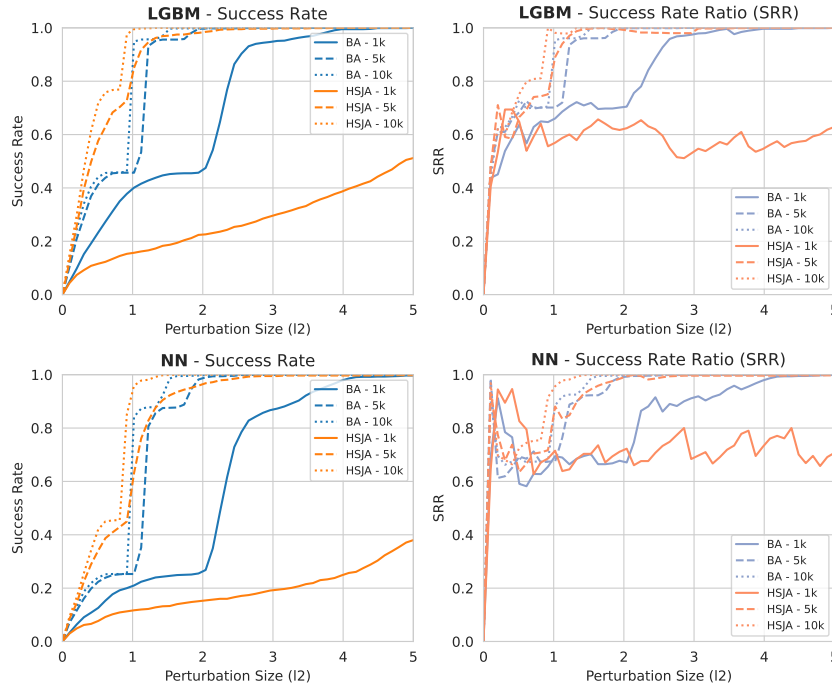 LGBM - Success Rate
1.0
0.8
0.6
0.4
0.2
0.0
Success Rate
BA - 1k
BA - 5k
BA - 10k
HSJA - 1k
HSJA - 5k
HSJA - 10k
0 1 2 3 4 5
Perturbation Size (l2)
LGBM - Success Rate Ratio (SRR)
1.0
0.8
0.6
0.4
0.2
0.0
SRR
BA - 1k
BA - 5k
BA - 10k
HSJA - 1k
HSJA - 5k
HSJA - 10k
0 1 2 3 4 5
Perturbation Size (l2)
NN - Success Rate
1.0
0.8
0.6
0.4
0.2
0.0
Success Rate
BA - 1k
BA - 5k
BA - 10k
HSJA - 1k
HSJA - 5k
HSJA - 10k
0 1 2 3 4 5
Perturbation Size (l2)
NN - Success Rate Ratio (SRR)
1.0
0.8
0.6
0.4
0.2
0.0
SRR
BA - 1k
BA - 5k
BA - 10k
HSJA - 1k
HSJA - 5k
HSJA - 10k
0 1 2 3 4 5
Perturbation Size (l2)